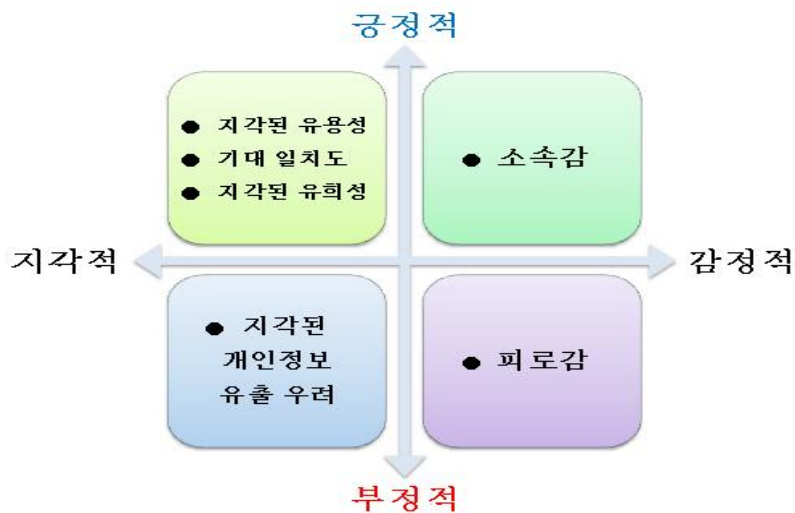 긍정적
● 지각된 유용성
● 기대 일치도
● 지각된 유희성
● 소속감
지각적
감정적
● 지각된
개인정보
유출 우려
● 피로감
부정적